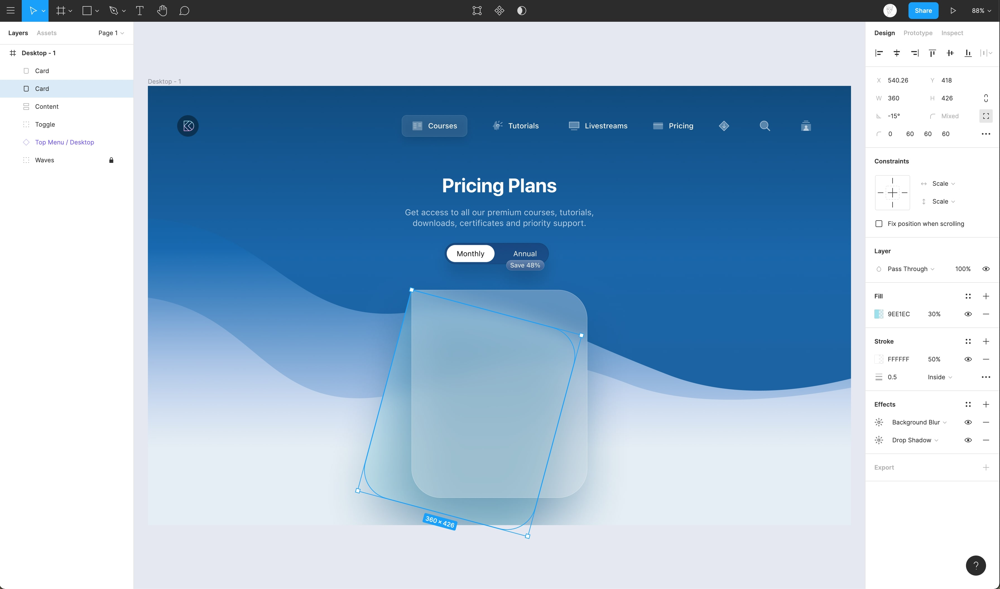 T
Share
88%
Layers
Assets
Page 1
Desktop - 1
Card
Card
Content
Toggle
Top Menu / Desktop
Waves
Desktop - 1
Courses
Tutorials
Livestreams
Pricing
Pricing Plans
Get access to all our premium courses, tutorials,
downloads, certificates and priority support.
Monthly
Annual
Save 48%
360 × 426
Design
Prototype
Inspect
X 540.26 Y 418
W 360 H 426
-15° Mixed
0 60 60 60
Constraints
Scale
Scale
Fix position when scrolling
Layer
Pass Through 100%
Fill
9EE1EC 30%
Stroke
FFFFFF 50%
0.5 Inside
Effects
Background Blur
Drop Shadow
Export
?